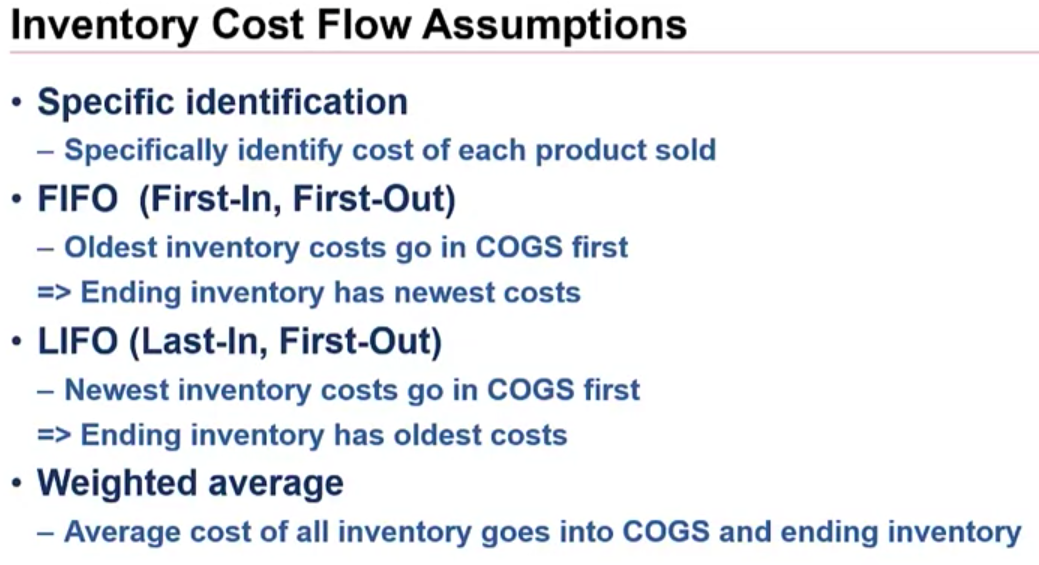 Inventory Cost Flow Assumptions
• Specific identification
– Specifically identify cost of each product sold
• FIFO (First-In, First-Out)
– Oldest inventory costs go in COGS first
=> Ending inventory has newest costs
• LIFO (Last-In, First-Out)
– Newest inventory costs go in COGS first
=> Ending inventory has oldest costs
• Weighted average
– Average cost of all inventory goes into COGS and ending inventory